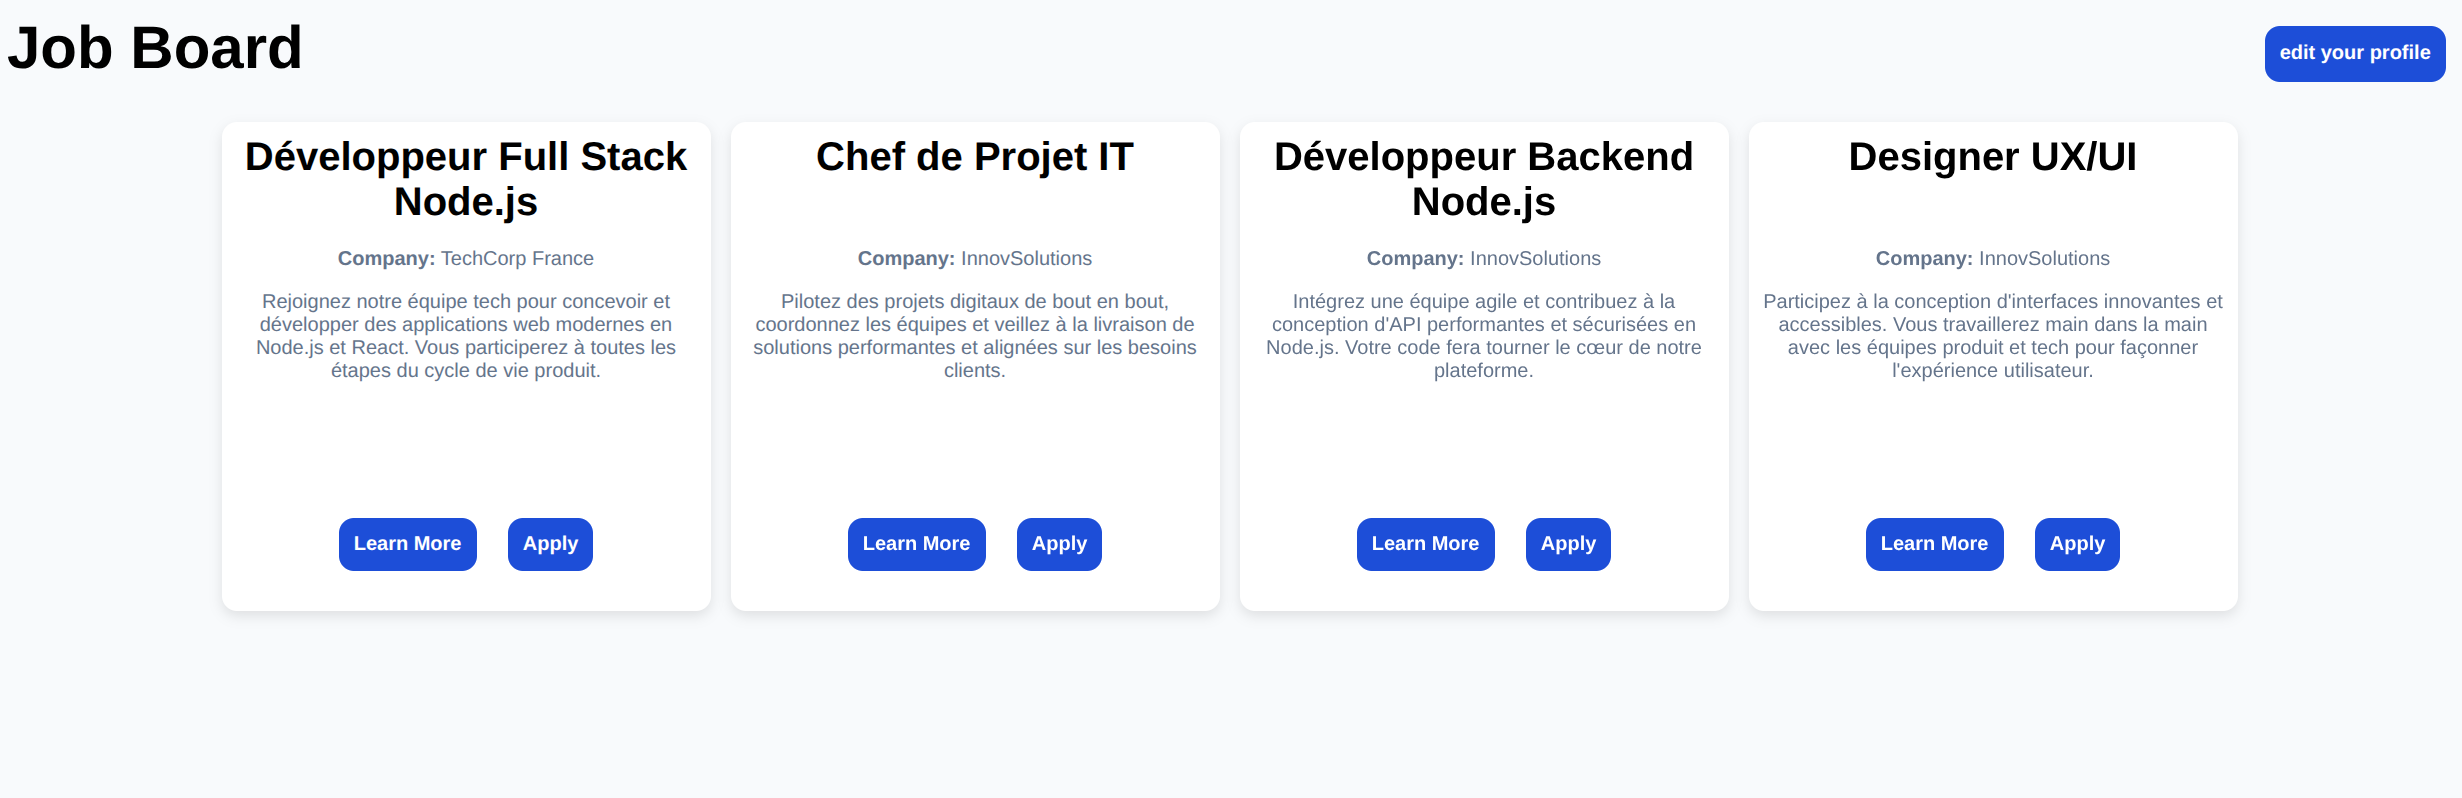 Job Board
edit your profile
Développeur Full Stack
Node.js
Company: TechCorp France
Rejoignez notre équipe tech pour concevoir et
développer des applications web modernes en
Node.js et React. Vous participerez à toutes les
étapes du cycle de vie produit.
Learn More
Apply
Chef de Projet IT
Company: InnovSolutions
Pilotez des projets digitaux de bout en bout,
coordonnez les équipes et veillez à la livraison de
solutions performantes et alignées sur les besoins
clients.
Learn More
Apply
Développeur Backend
Node.js
Company: InnovSolutions
Intégrez une équipe agile et contribuez à la
conception d'API performantes et sécurisées en
Node.js. Votre code fera tourner le cœur de notre
plateforme.
Learn More
Apply
Designer UX/UI
Company: InnovSolutions
Participez à la conception d'interfaces innovantes et
accessibles. Vous travaillerez main dans la main
avec les équipes produit et tech pour façonner
l'expérience utilisateur.
Learn More
Apply